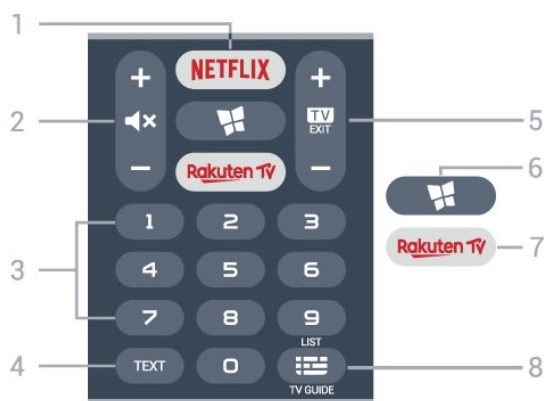 1
NETFLIX
+ +
2
TV
EXIT
5
6
Rakuten TV
Rakuten TV
7
- -
1 2 3
3
4 5 6
7 8 9
LIST
4
TEXT
0
8
TV GUIDE